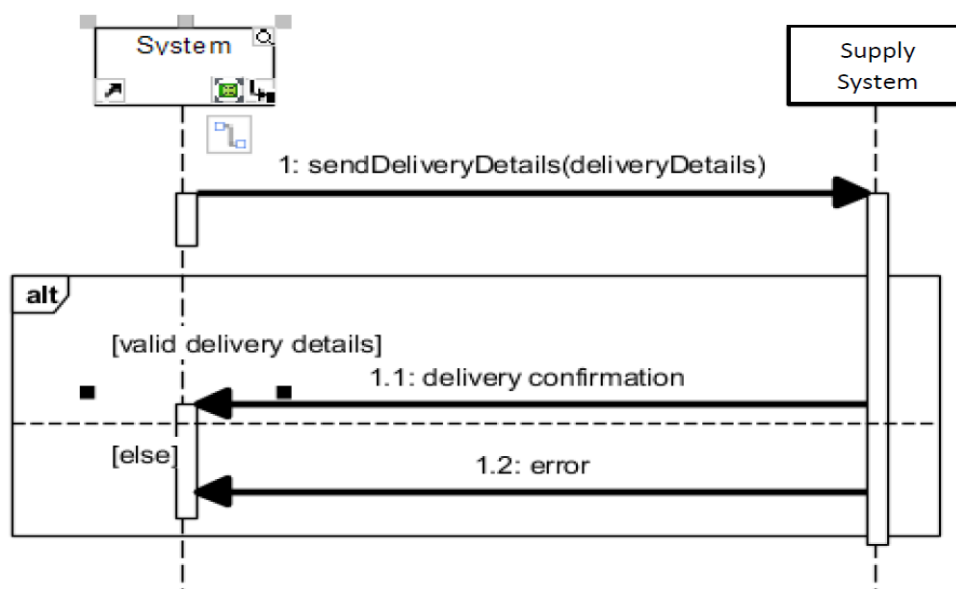 System
Supply
System
1: sendDeliveryDetails(deliveryDetails)
alt
[valid delivery details]
1.1: delivery confirmation
[else]
1.2: error